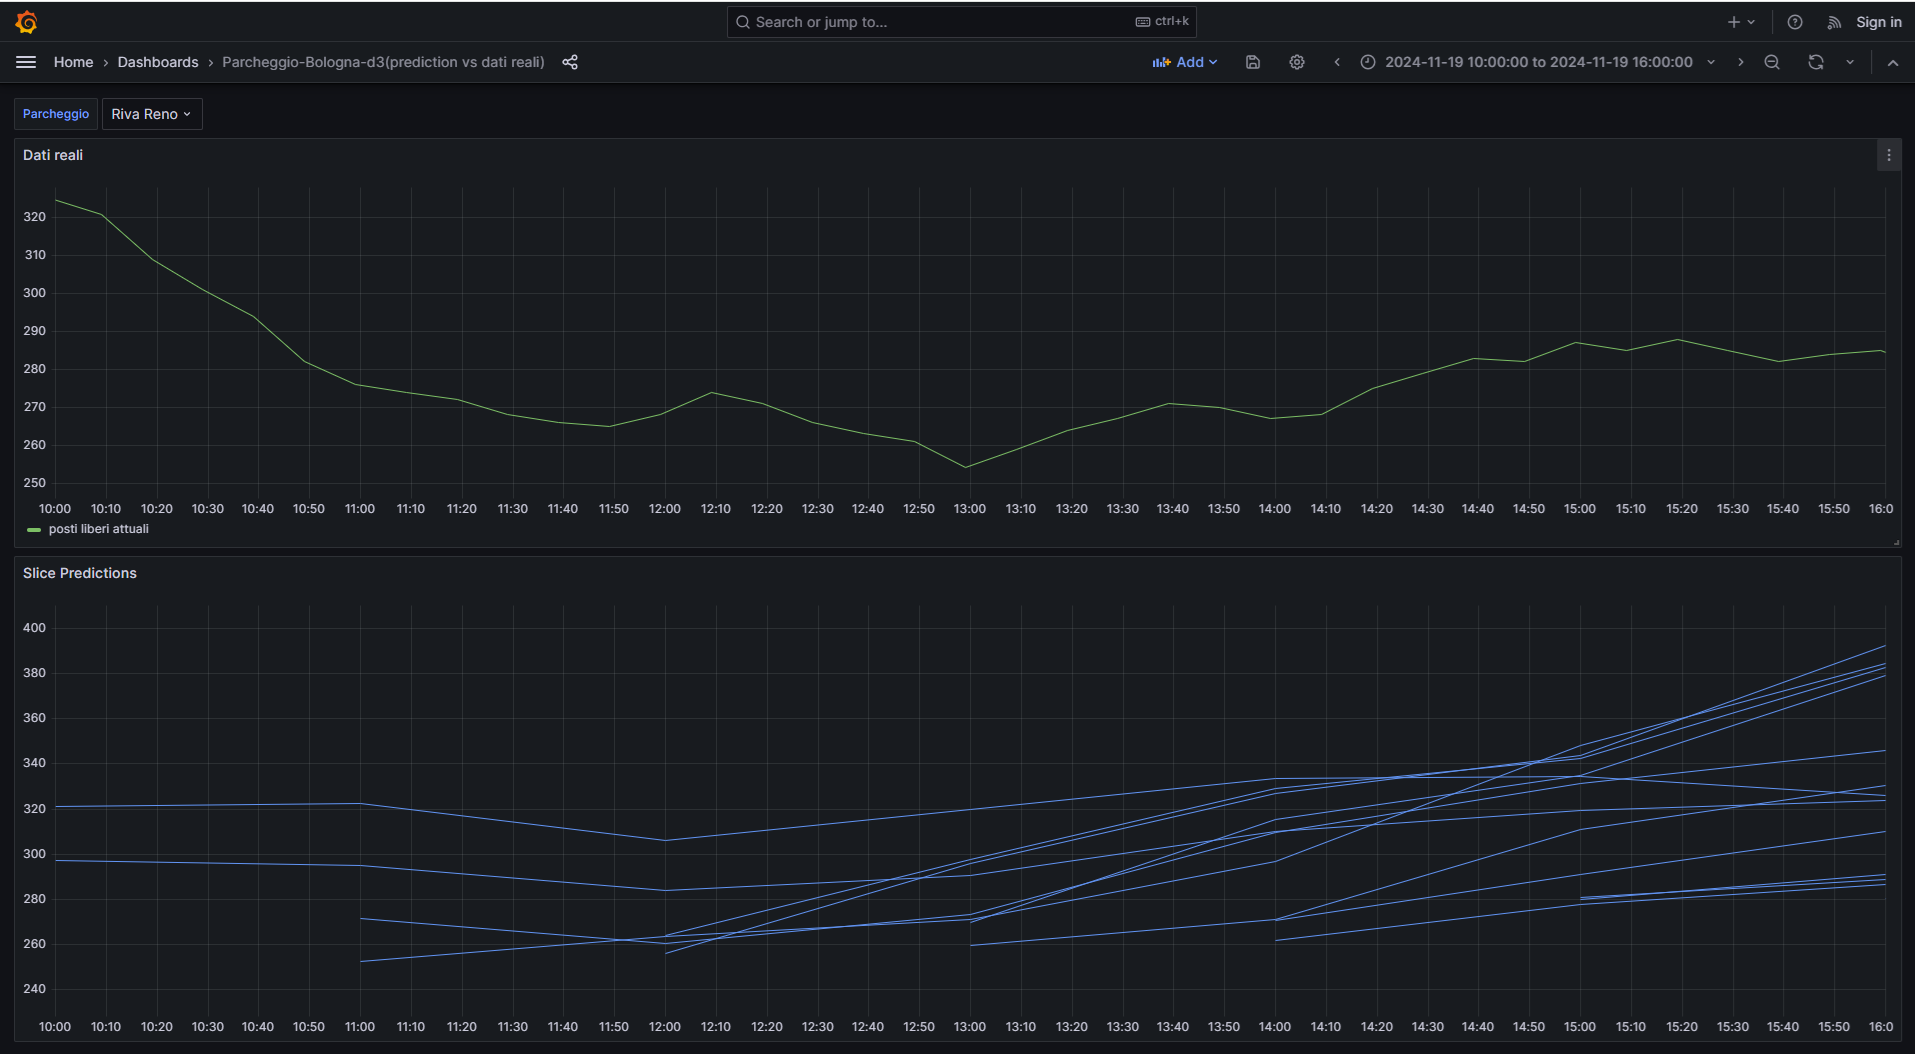 Search or jump to... ctrl+k Sign in
Home › Dashboards › Parcheggio-Bologna-d3(prediction vs dati reali) Add 2024-11-19 10:00:00 to 2024-11-19 16:00:00
Parcheggio Riva Reno
Dati reali
320
310
300
290
280
270
260
250
10:00 10:10 10:20 10:30 10:40 10:50 11:00 11:10 11:20 11:30 11:40 11:50 12:00 12:10 12:20 12:30 12:40 12:50 13:00 13:10 13:20 13:30 13:40 13:50 14:00 14:10 14:20 14:30 14:40 14:50 15:00 15:10 15:20 15:30 15:40 15:50 16:0
posti liberi attuali
Slice Predictions
400
380
360
340
320
300
280
260
240
10:00 10:10 10:20 10:30 10:40 10:50 11:00 11:10 11:20 11:30 11:40 11:50 12:00 12:10 12:20 12:30 12:40 12:50 13:00 13:10 13:20 13:30 13:40 13:50 14:00 14:10 14:20 14:30 14:40 14:50 15:00 15:10 15:20 15:30 15:40 15:50 16:0